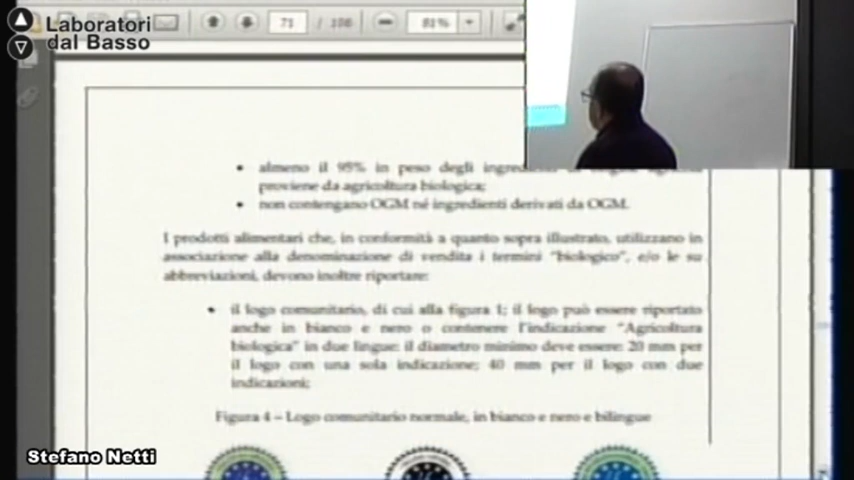 Laboratori
dal Basso
71 / 100
81%
• almeno il 95% in peso degli ingredienti
proviene da agricoltura biologica;
• non contengano OGM né ingredienti derivati da OGM.
I prodotti alimentari che, in conformità a quanto sopra illustrato, utilizzano in
associazione alla denominazione di vendita i termini "biologico", e/o le su
abbreviazioni, devono inoltre riportare:
• il logo comunitario, di cui alla figura 1; il logo può essere riportato
anche in bianco e nero o contenere l'indicazione "Agricoltura
biologica" in due lingue: il diametro minimo deve essere: 20 mm per
il logo con una sola indicazione; 40 mm per il logo con due
indicazioni;
Figura 4 – Logo comunitario normale, in bianco e nero e bilingue
Stefano Netti